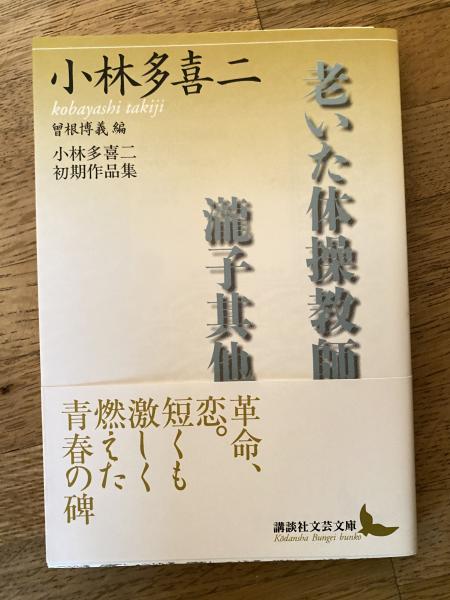 小林多喜二
kobayashi takiji
曾根博義 編
小林多喜二
初期作品集
老いた体操教師
瀧子其他
革命、
恋。
短くも
激しく
燃えた
青春の碑
講談社文芸文庫
Kōdansha Bungei bunko